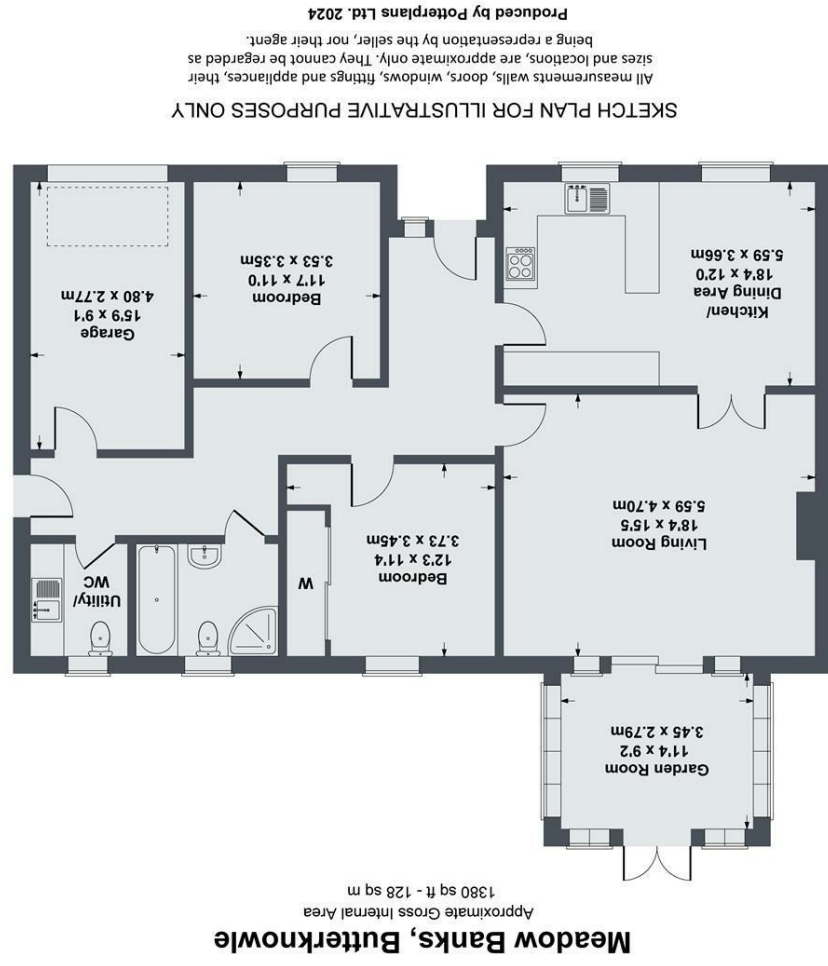 Meadow Banks, Butterknowle
Approximate Gross Internal Area
1380 sq ft - 128 sq m
Garden Room
11'4 x 9'2
3.45 x 2.79m
Living Room
18'4 x 15'5
5.59 x 4.70m
Bedroom
12'3 x 11'4
3.73 x 3.45m
W
Utility/
WC
Kitchen/
Dining Area
18'4 x 12'0
5.59 x 3.66m
Bedroom
11'7 x 11'0
3.53 x 3.35m
Garage
15'9 x 9'1
4.80 x 2.77m
SKETCH PLAN FOR ILLUSTRATIVE PURPOSES ONLY
All measurements walls, doors, windows, fittings and appliances, their
sizes and locations, are approximate only. They cannot be regarded as
being a representation by the seller, nor their agent.
Produced by Potterplans Ltd. 2024